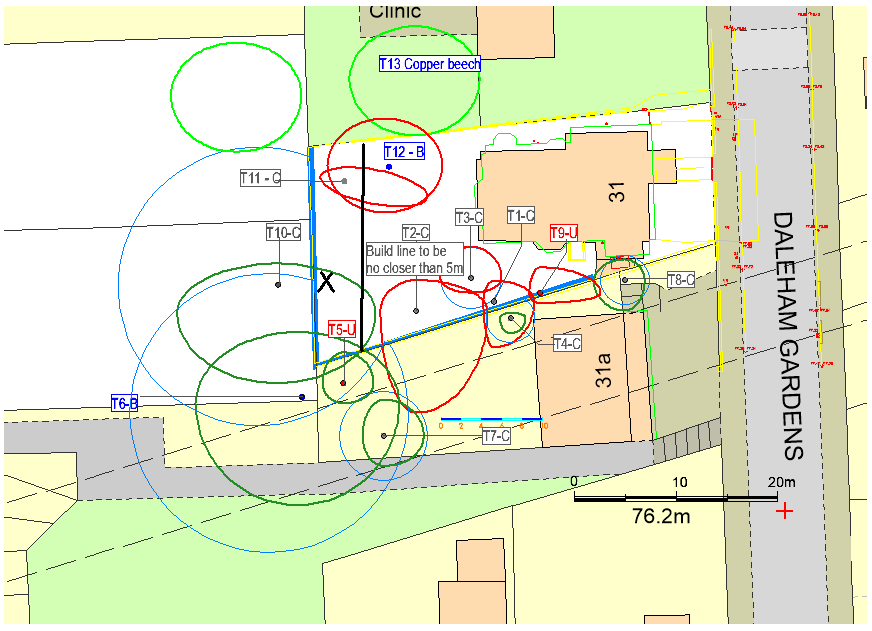 Clinic
T13 Copper beech
T12 - B
T11 - C
31
T3-C
T1-C
T10-C
T2-C
T9-U
Build line to be
no closer than 5m
X
T8-C
T5-U
T4-C
31a
DALEHAM GARDENS
T6-B
0 2 4 6 8 10
T7-C
0 10 20m
76.2m